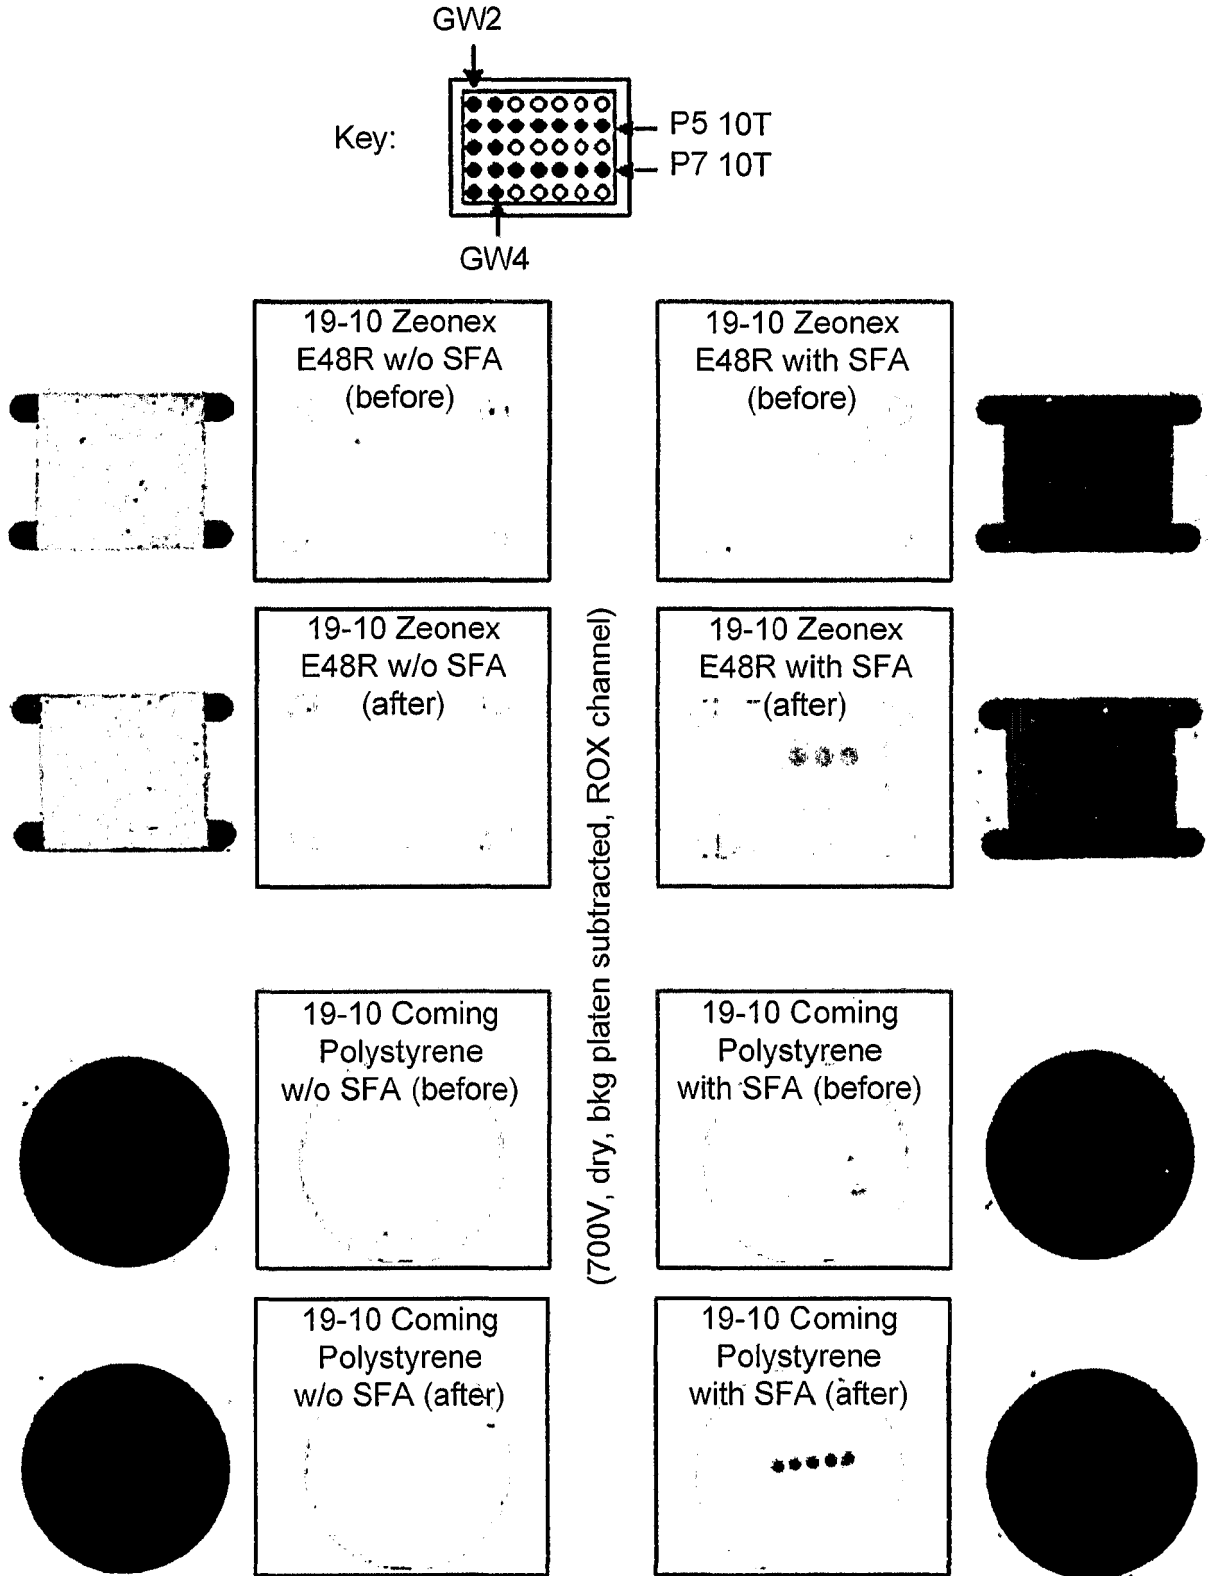 GW2
Key:
P5 10T
P7 10T
GW4
19-10 Zeonex
E48R w/o SFA
(before)
19-10 Zeonex
E48R with SFA
(before)
19-10 Zeonex
E48R w/o SFA
(after)
19-10 Zeonex
E48R with SFA
(after)
(700V, dry, bkg platen subtracted, ROX channel)
19-10 Coming
Polystyrene
w/o SFA (before)
19-10 Coming
Polystyrene
with SFA (before)
19-10 Coming
Polystyrene
w/o SFA (after)
19-10 Coming
Polystyrene
with SFA (after)